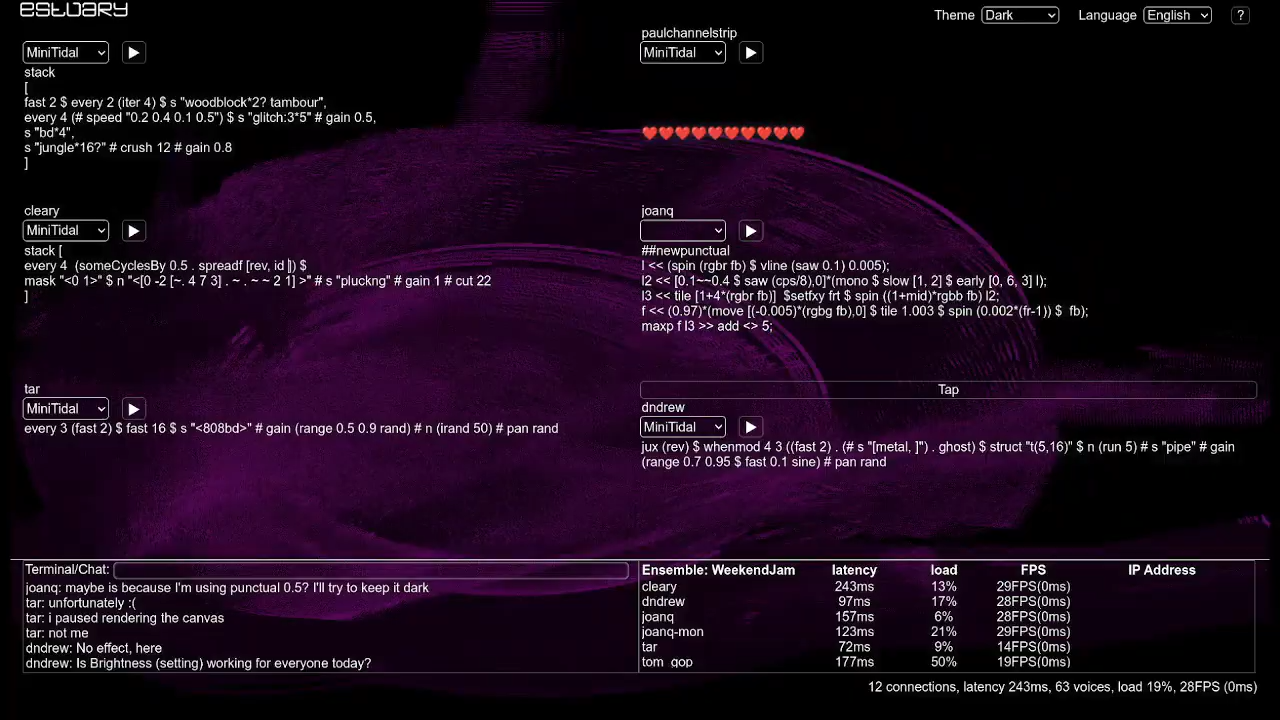 estuary
Theme Dark Language English ?
MiniTidal
stack
[
fast 2 $ every 2 (iter 4) $ s "woodblock*2? tambour",
every 4 (# speed "0.2 0.4 0.1 0.5") $ s "glitch:3*5" # gain 0.5,
s "bd*4",
s "jungle*16?" # crush 12 # gain 0.8
]
paulchannelstrip
MiniTidal
❤️❤️❤️❤️❤️❤️❤️❤️❤️❤️
cleary
MiniTidal
stack [
every 4  (someCyclesBy 0.5 . spreadf [rev, id ]) $
mask "<0 1>" $ n "<[0 -2 [~. 4 7 3] . ~ . ~ ~ 2 1] >" # s "pluckng" # gain 1 # cut 22
]
joanq
##newpunctual
l << (spin (rgbr fb) $ vline (saw 0.1) 0.005);
l2 << [0.1~~0.4 $ saw (cps/8),0]*(mono $ slow [1, 2] $ early [0, 6, 3] l);
l3 << tile [1+4*(rgbr fb)]  $setfxy frt $ spin ((1+mid)*rgbb fb) l2;
f << (0.97)*(move [(-0.005)*(rgbg fb),0] $ tile 1.003 $ spin (0.002*(fr-1)) $  fb);
maxp f l3 >> add <> 5;
tar
MiniTidal
every 3 (fast 2) $ fast 16 $ s "<808bd>" # gain (range 0.5 0.9 rand) # n (irand 50) # pan rand
Tap
dndrew
MiniTidal
jux (rev) $ whenmod 4 3 ((fast 2) . (# s "[metal, ]") . ghost) $ struct "t(5,16)" $ n (run 5) # s "pipe" # gain
(range 0.7 0.95 $ fast 0.1 sine) # pan rand
Terminal/Chat:
joanq: maybe is because I'm using punctual 0.5? I'll try to keep it dark
tar: unfortunately :(
tar: i paused rendering the canvas
tar: not me
dndrew: No effect, here
dndrew: Is Brightness (setting) working for everyone today?
Ensemble: WeekendJam latency load FPS IP Address
cleary 243ms 13% 29FPS(0ms)
dndrew 97ms 17% 28FPS(0ms)
joanq 157ms 6% 28FPS(0ms)
joanq-mon 123ms 21% 29FPS(0ms)
tar 72ms 9% 14FPS(0ms)
tom_gop 177ms 50% 19FPS(0ms)
12 connections, latency 243ms, 63 voices, load 19%, 28FPS (0ms)